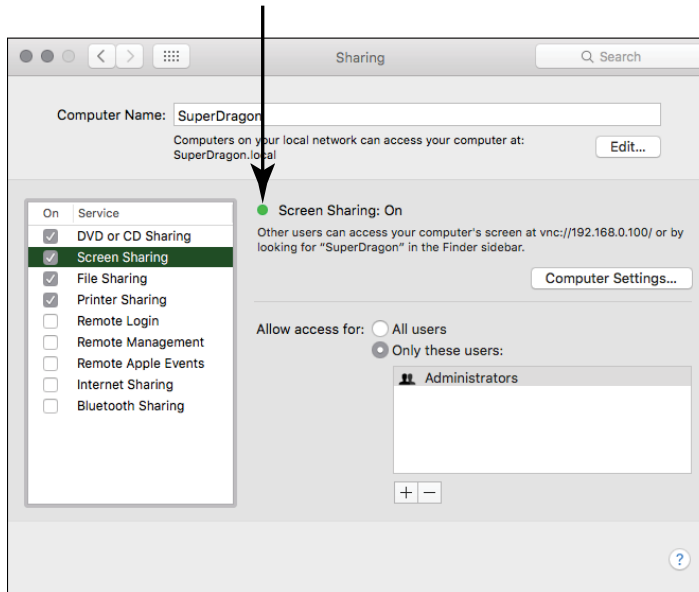 Sharing
Search
Computer Name:
SuperDragon
Computers on your local network can access your computer at:
SuperDragon.local
Edit...
On Service
DVD or CD Sharing
Screen Sharing
File Sharing
Printer Sharing
Remote Login
Remote Management
Remote Apple Events
Internet Sharing
Bluetooth Sharing
Screen Sharing: On
Other users can access your computer's screen at vnc://192.168.0.100/ or by
looking for “SuperDragon” in the Finder sidebar.
Computer Settings...
Allow access for:
All users
Only these users:
Administrators
+ −
?